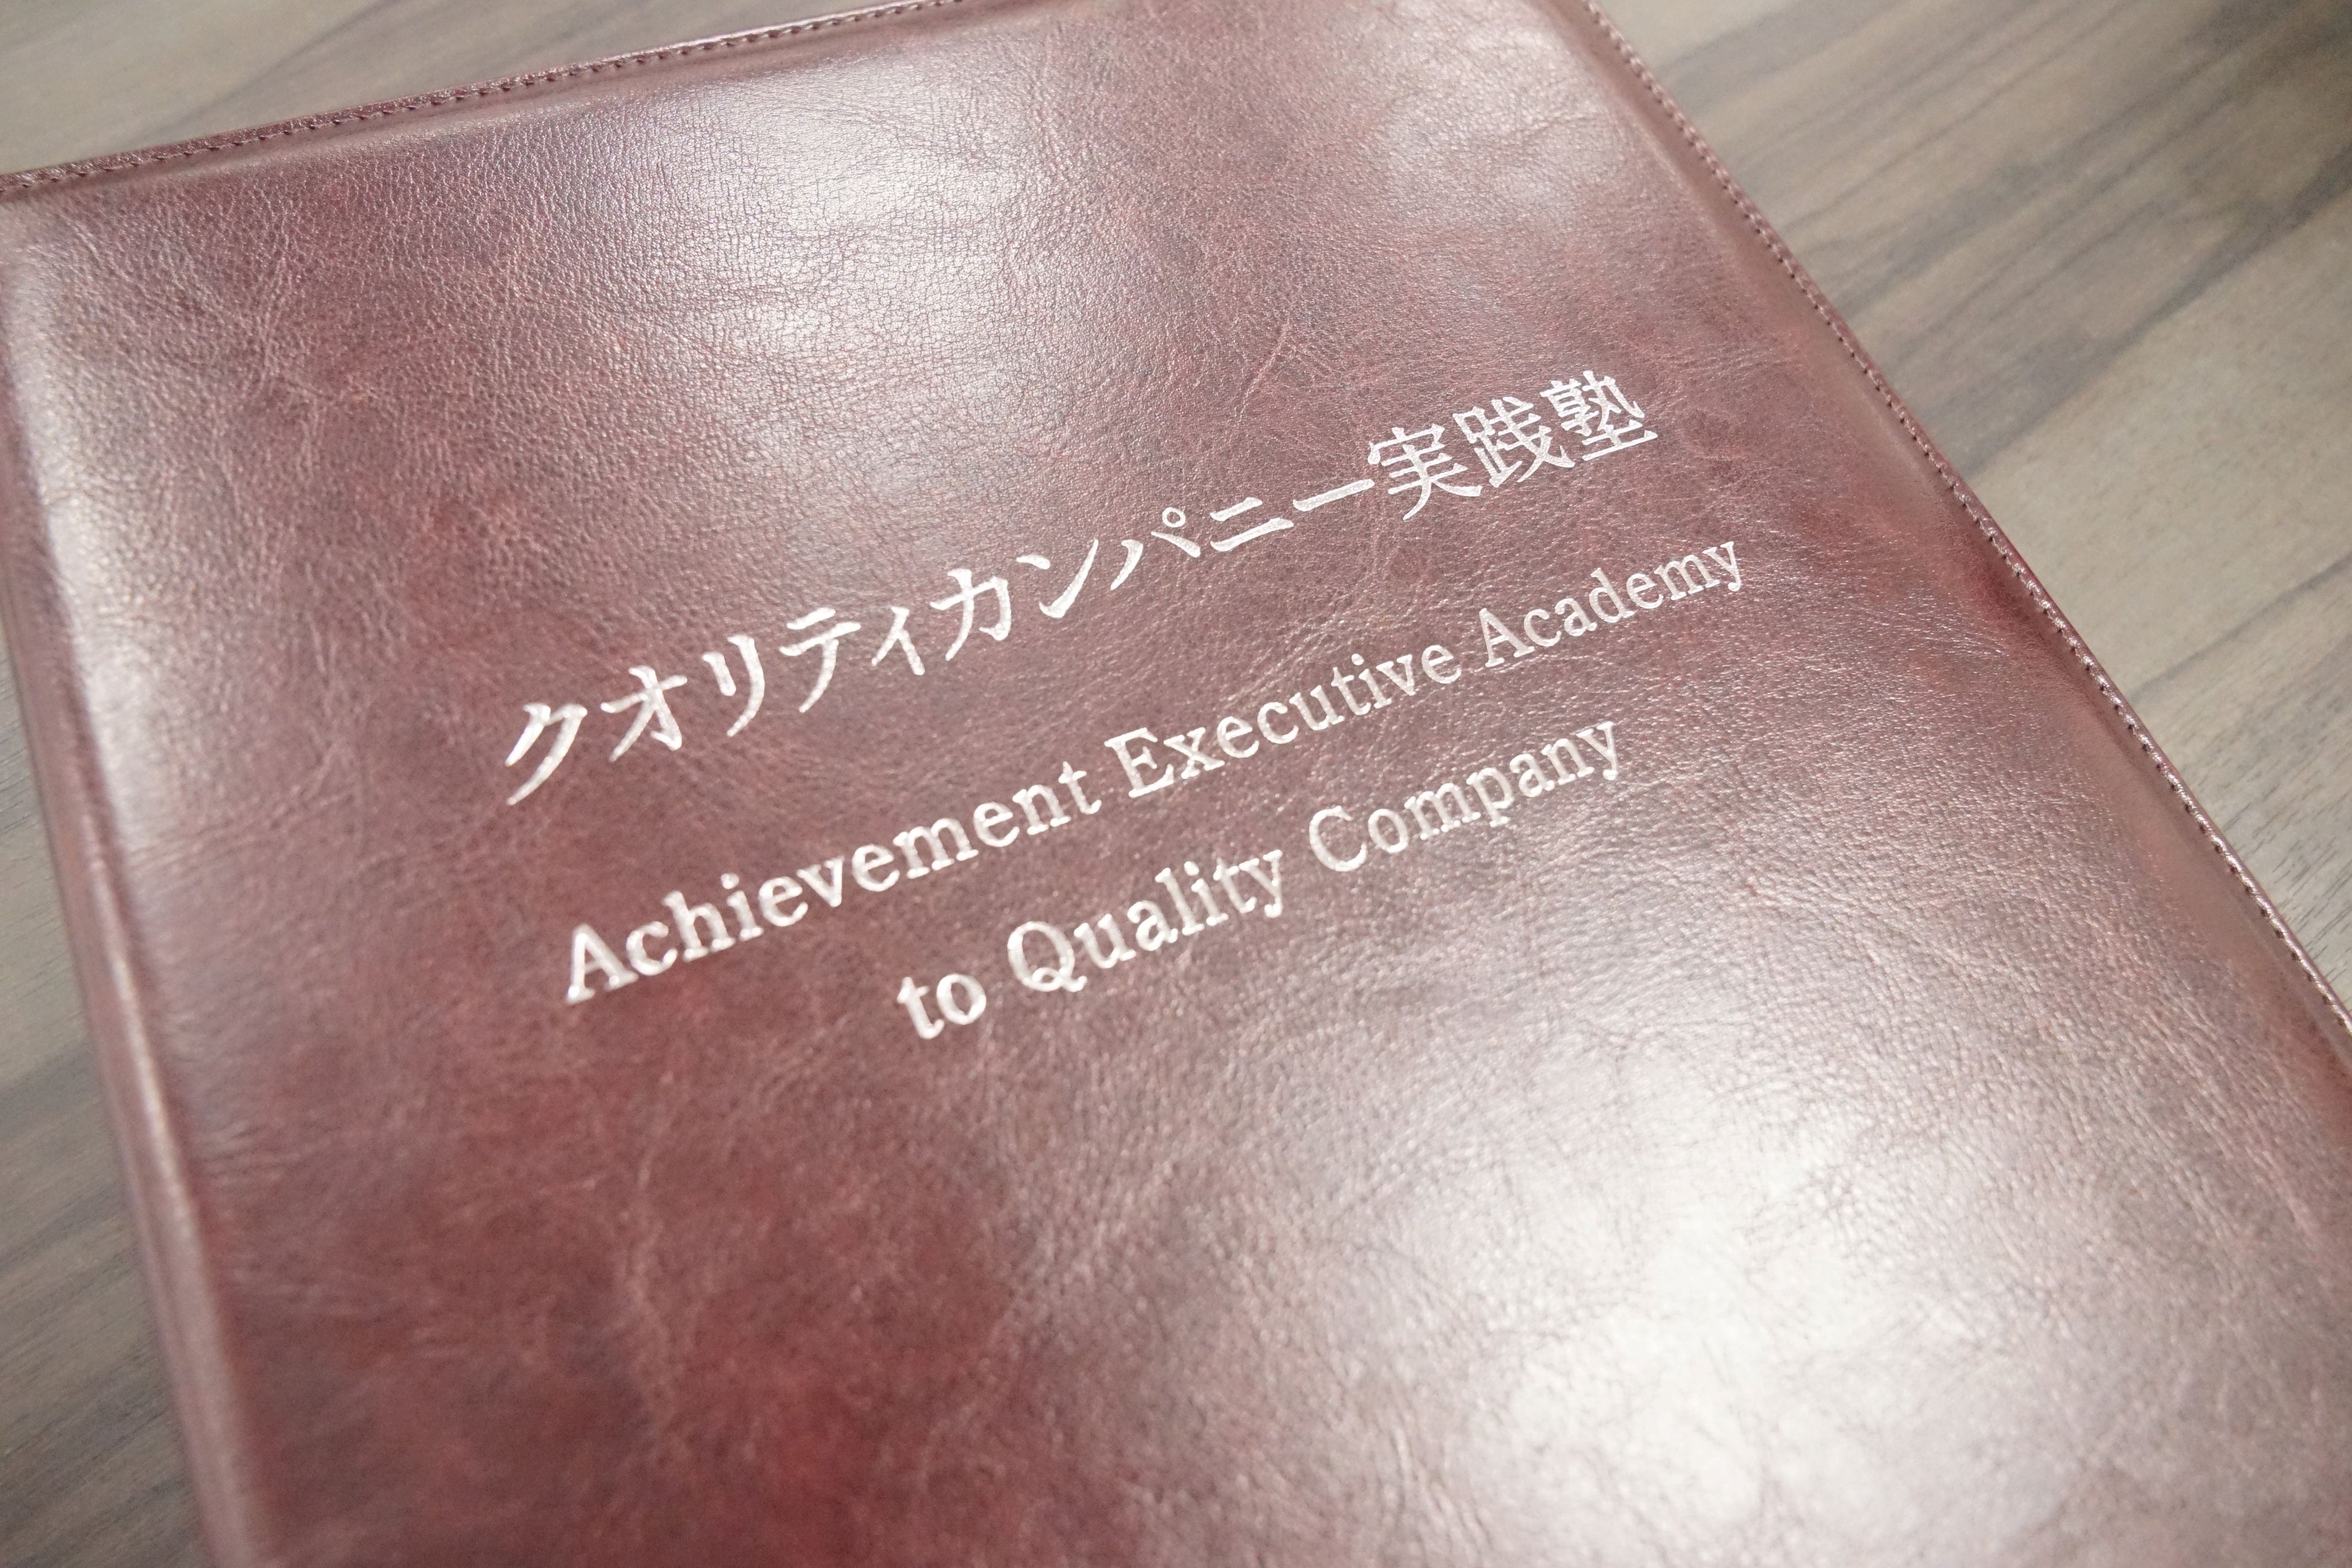 クオリティカンパニー実践塾
Achievement Executive Academy
to Quality Company